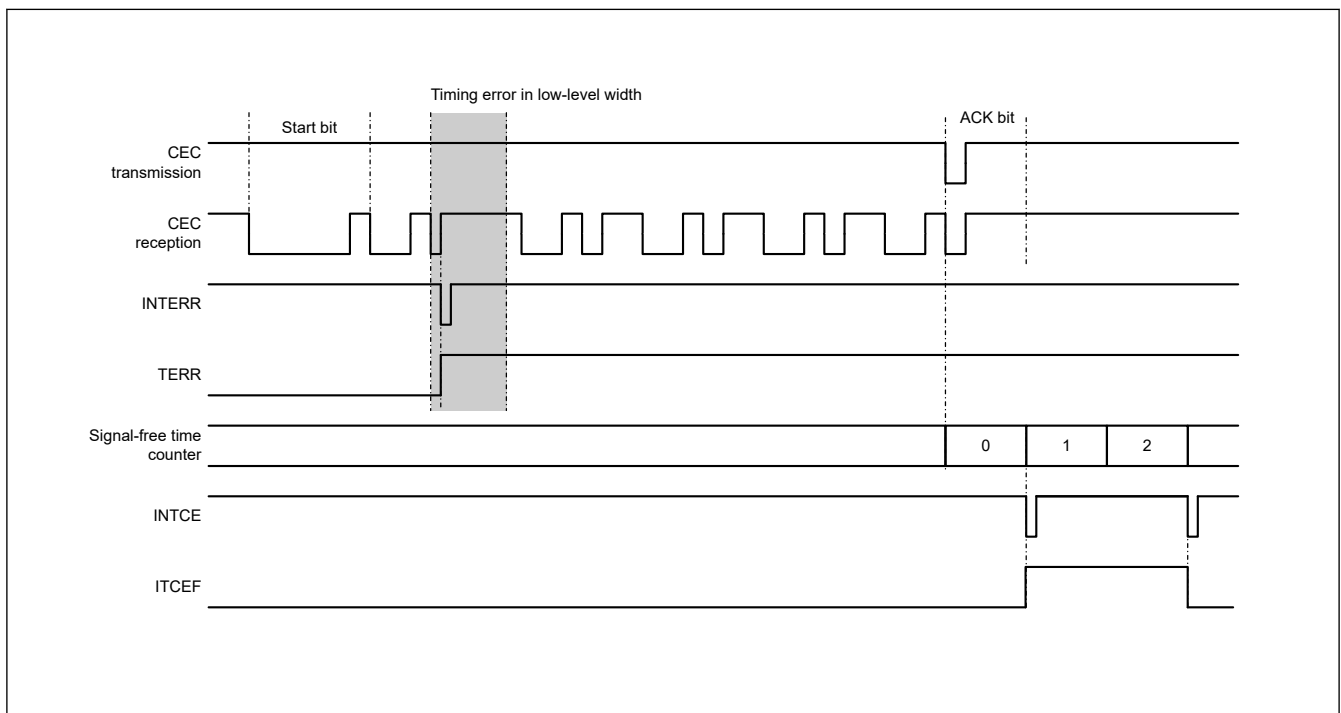 Timing error in low-level width
Start bit
ACK bit
CEC
transmission
CEC
reception
INTERR
TERR
Signal-free time
counter
0 1 2
INTCE
ITCEF